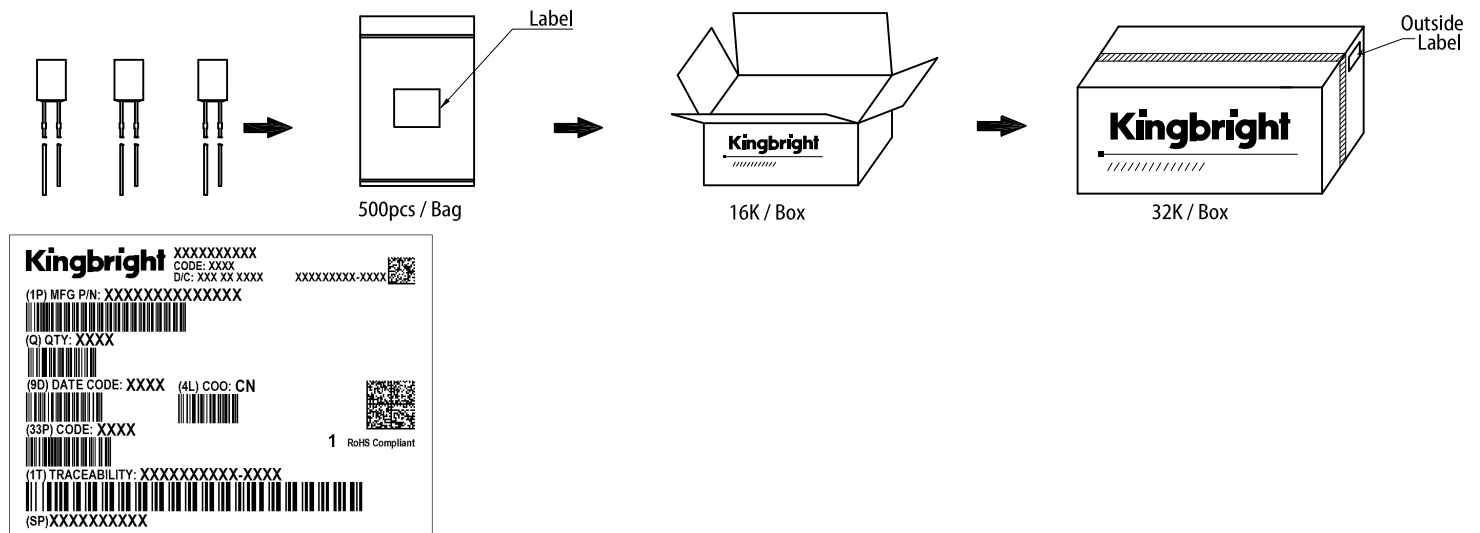 Label
Outside
Label
Kingbright
Kingbright
500pcs / Bag
16K / Box
32K / Box
Kingbright
XXXXXXXXXX
CODE: XXXX
D/C: XXX XX XXXX
XXXXXXXXX-XXXX
(1P) MFG P/N: XXXXXXXXXXXXXX
(Q) QTY: XXXX
(9D) DATE CODE: XXXX
(4L) COO: CN
(33P) CODE: XXXX
1 RoHS Compliant
(1T) TRACEABILITY: XXXXXXXXXX-XXXX
(SP)XXXXXXXXXX